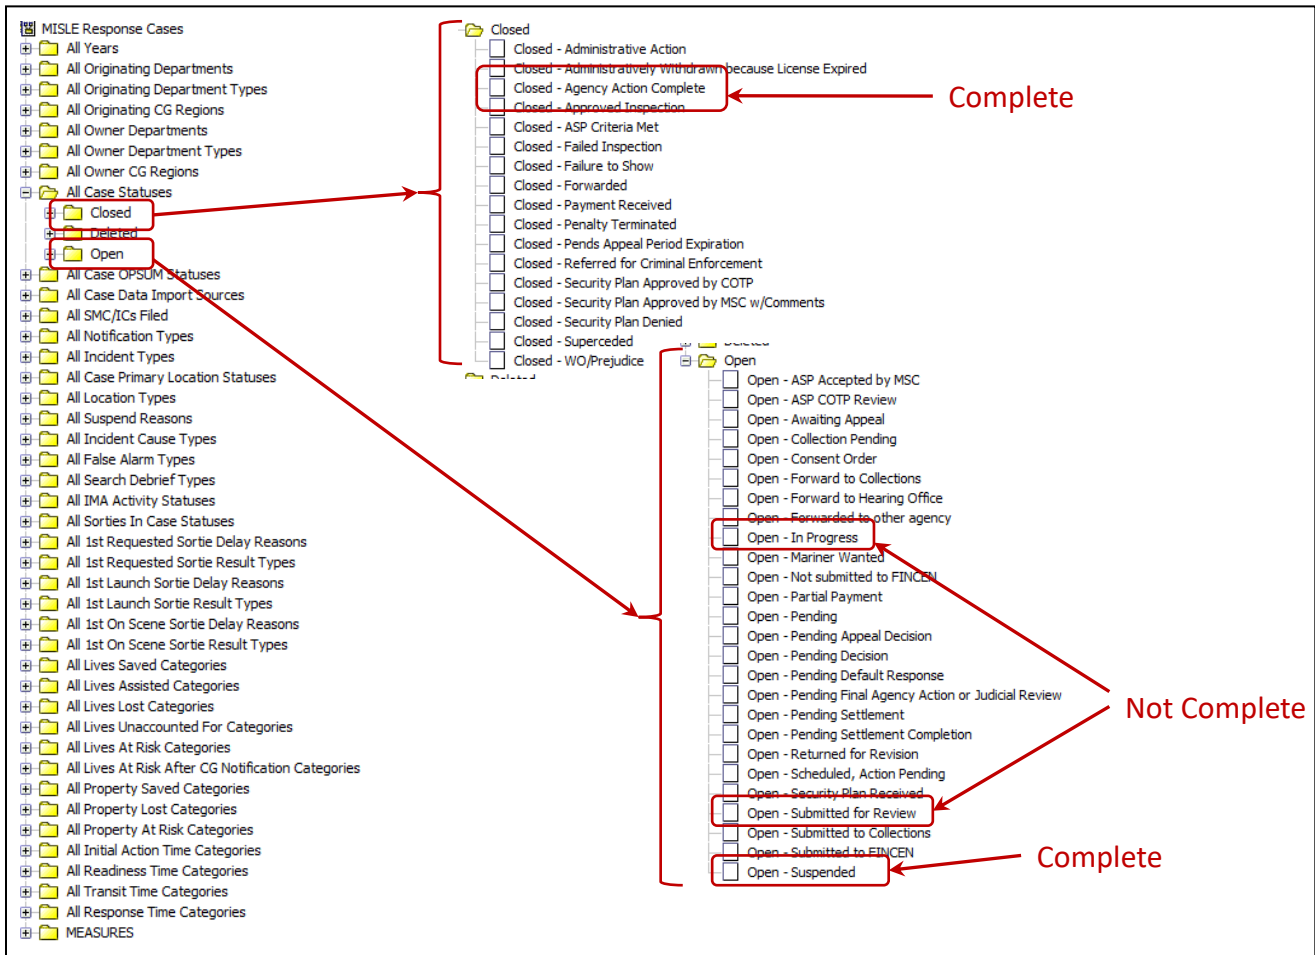 MISLE Response Cases
All Years
All Originating Departments
All Originating Department Types
All Originating CG Regions
All Owner Departments
All Owner Department Types
All Owner CG Regions
All Case Statuses
Closed
Deleted
Open
All Case OPSUM Statuses
All Case Data Import Sources
All SMC/ICs Filed
All Notification Types
All Incident Types
All Case Primary Location Statuses
All Location Types
All Suspend Reasons
All Incident Cause Types
All False Alarm Types
All Search Debrief Types
All IMA Activity Statuses
All Sorties In Case Statuses
All 1st Requested Sortie Delay Reasons
All 1st Requested Sortie Result Types
All 1st Launch Sortie Delay Reasons
All 1st Launch Sortie Result Types
All 1st On Scene Sortie Delay Reasons
All 1st On Scene Sortie Result Types
All Lives Saved Categories
All Lives Assisted Categories
All Lives Lost Categories
All Lives Unaccounted For Categories
All Lives At Risk Categories
All Lives At Risk After CG Notification Categories
All Property Saved Categories
All Property Lost Categories
All Property At Risk Categories
All Initial Action Time Categories
All Readiness Time Categories
All Transit Time Categories
All Response Time Categories
MEASURES
Closed
Closed - Administrative Action
Closed - Administratively Withdrawn because License Expired
Closed - Agency Action Complete
Closed - Approved Inspection
Closed - ASP Criteria Met
Closed - Failed Inspection
Closed - Failure to Show
Closed - Forwarded
Closed - Payment Received
Closed - Penalty Terminated
Closed - Pends Appeal Period Expiration
Closed - Referred for Criminal Enforcement
Closed - Security Plan Approved by COTP
Closed - Security Plan Approved by MSC w/Comments
Closed - Security Plan Denied
Closed - Superceded
Closed - WO/Prejudice
Deleted
Complete
Deleted
Open
Open - ASP Accepted by MSC
Open - ASP COTP Review
Open - Awaiting Appeal
Open - Collection Pending
Open - Consent Order
Open - Forward to Collections
Open - Forward to Hearing Office
Open - Forwarded to other agency
Open - In Progress
Open - Mariner Wanted
Open - Not submitted to FINCEN
Open - Partial Payment
Open - Pending
Open - Pending Appeal Decision
Open - Pending Decision
Open - Pending Default Response
Open - Pending Final Agency Action or Judicial Review
Open - Pending Settlement
Open - Pending Settlement Completion
Open - Returned for Revision
Open - Scheduled, Action Pending
Open - Security Plan Received
Open - Submitted for Review
Open - Submitted to Collections
Open - Submitted to FINCEN
Open - Suspended
Not Complete
Complete